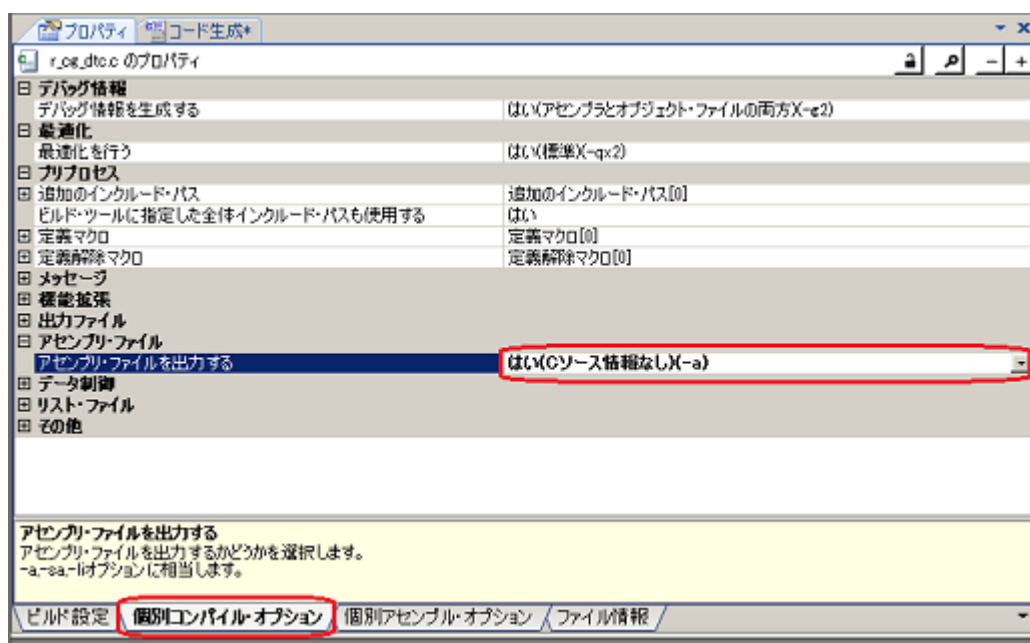 プロパティ コード生成*
r_cg_dtc.c のプロパティ
デバッグ情報
デバッグ情報を生成する はい(アセンブラとオブジェクト・ファイルの両方)(-g2)
最適化
最適化を行う はい(標準)(-qx2)
プリプロセス
追加のインクルード・パス 追加のインクルード・パス[0]
ビルド・ツールに指定した全体インクルード・パスも使用する はい
定義マクロ 定義マクロ[0]
定義解除マクロ 定義解除マクロ[0]
メッセージ
機能拡張
出力ファイル
アセンブリ・ファイル
アセンブリ・ファイルを出力する はい(Cソース情報なし)(-a)
データ制御
リスト・ファイル
その他
アセンブリ・ファイルを出力する
アセンブリ・ファイルを出力するかどうかを選択します。
-a,-sa,-liオプションに相当します。
ビルド設定 個別コンパイル・オプション 個別アセンブル・オプション ファイル情報